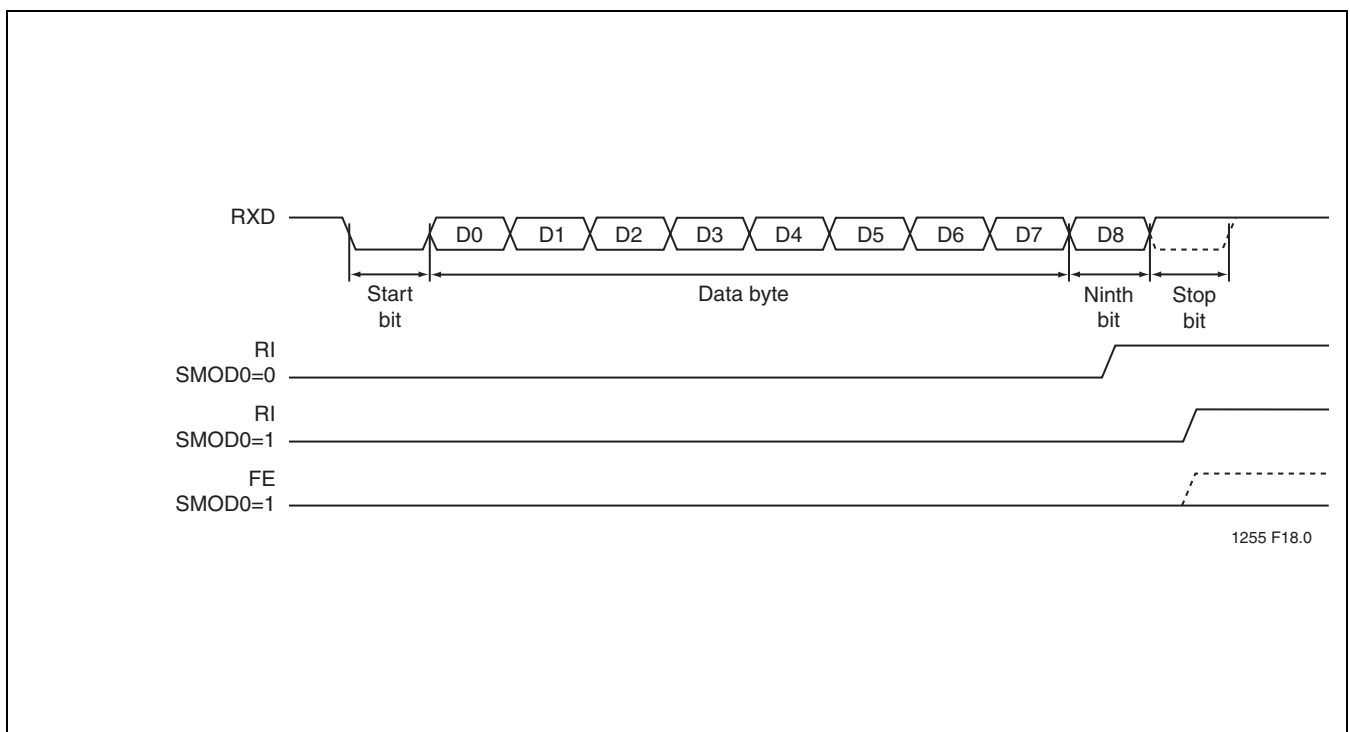 RXD D0 D1 D2 D3 D4 D5 D6 D7 D8
Start bit
Data byte
Ninth bit
Stop bit
RI
SMOD0=0
RI
SMOD0=1
FE
SMOD0=1
1255 F18.0